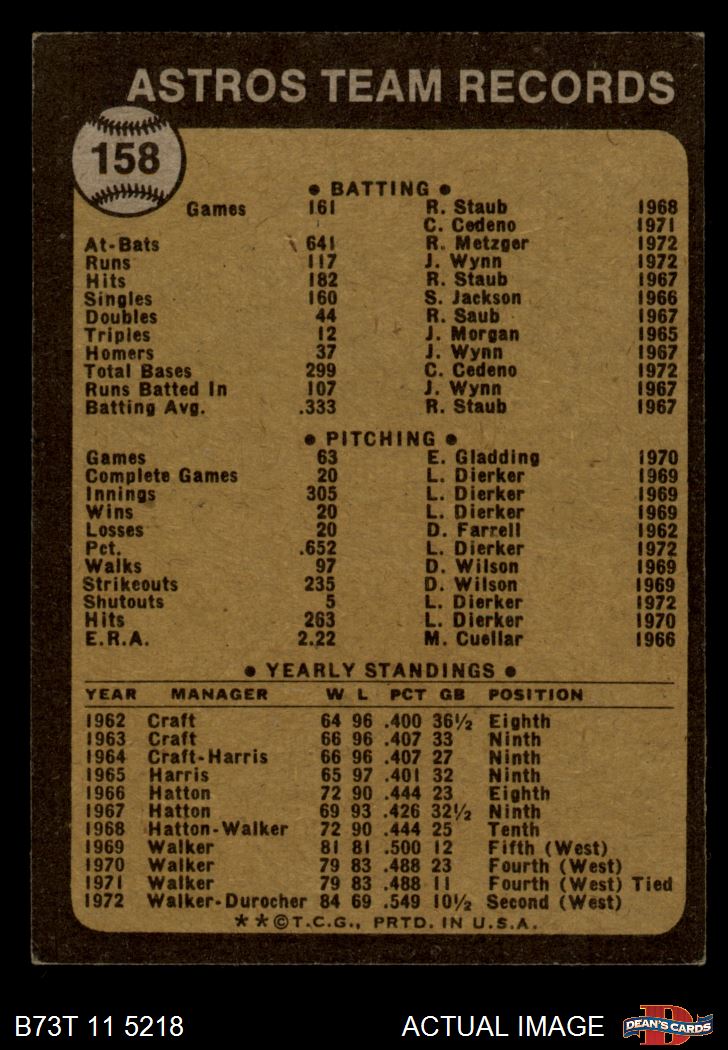 ASTROS TEAM RECORDS
158
• BATTING •
Games 161 R. Staub 1968
C. Cedeno 1971
At-Bats 641 R. Metzger 1972
Runs 117 J. Wynn 1972
Hits 182 R. Staub 1967
Singles 160 S. Jackson 1966
Doubles 44 R. Saub 1967
Triples 12 J. Morgan 1965
Homers 37 J. Wynn 1967
Total Bases 299 C. Cedeno 1972
Runs Batted In 107 J. Wynn 1967
Batting Avg. .333 R. Staub 1967
• PITCHING •
Games 63 E. Gladding 1970
Complete Games 20 L. Dierker 1969
Innings 305 L. Dierker 1969
Wins 20 L. Dierker 1969
Losses 20 D. Farrell 1962
Pct. .652 L. Dierker 1972
Walks 97 D. Wilson 1969
Strikeouts 235 D. Wilson 1969
Shutouts 5 L. Dierker 1972
Hits 263 L. Dierker 1970
E.R.A. 2.22 M. Cuellar 1966
• YEARLY STANDINGS •
YEAR MANAGER W L PCT GB POSITION
1962 Craft 64 96 .400 36½ Eighth
1963 Craft 66 96 .407 33 Ninth
1964 Craft-Harris 66 96 .407 27 Ninth
1965 Harris 65 97 .401 32 Ninth
1966 Hatton 72 90 .444 23 Eighth
1967 Hatton 69 93 .426 32½ Ninth
1968 Hatton-Walker 72 90 .444 25 Tenth
1969 Walker 81 81 .500 12 Fifth (West)
1970 Walker 79 83 .488 23 Fourth (West)
1971 Walker 79 83 .488 11 Fourth (West) Tied
1972 Walker-Durocher 84 69 .549 10½ Second (West)
**©T.C.G., PRTD. IN U.S.A.
B73T 11 5218 ACTUAL IMAGE
D
DEAN'S CARDS